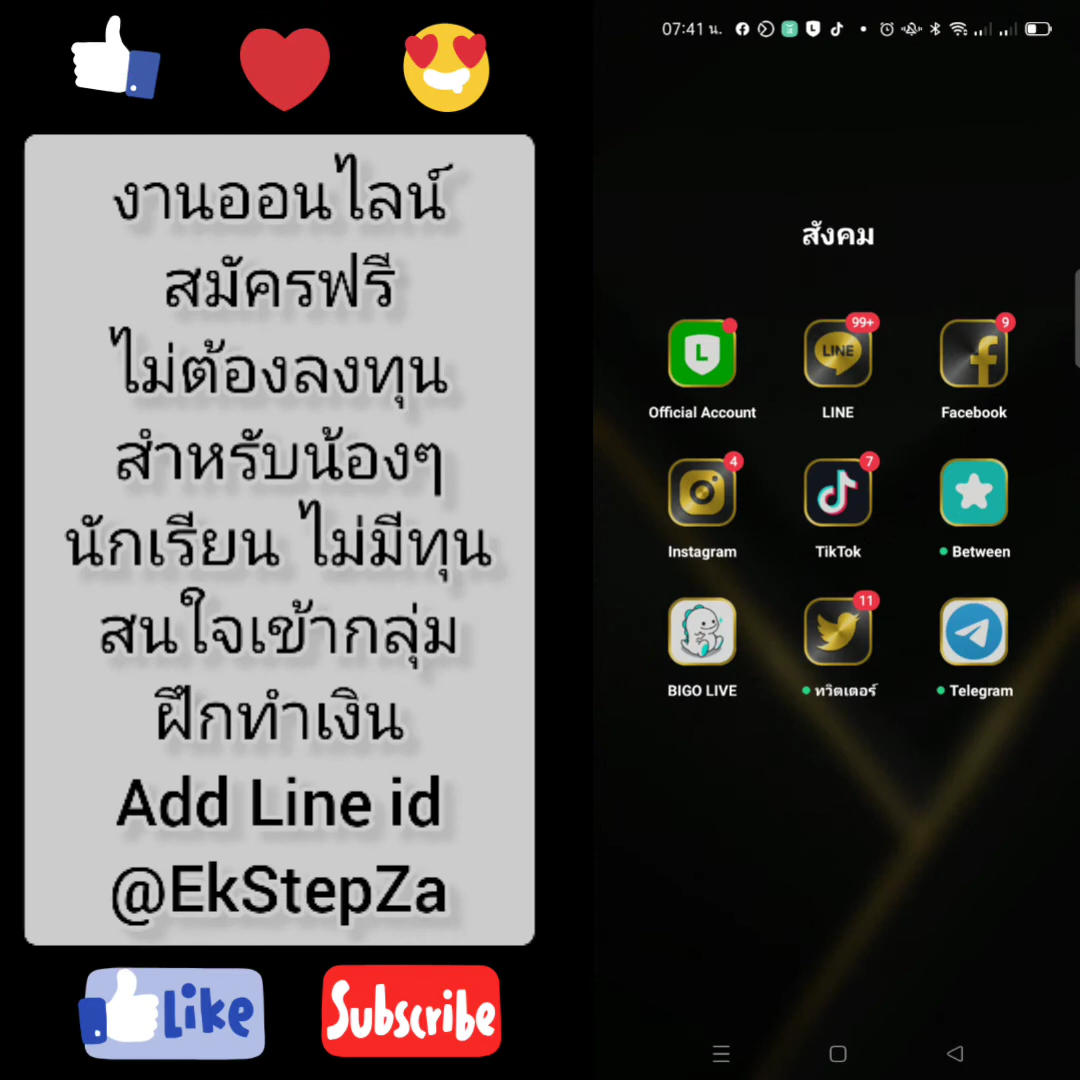 งานออนไลน์
สมัครฟรี
ไม่ต้องลงทุน
สำหรับน้องๆ
นักเรียน ไม่มีทุน
สนใจเข้ากลุ่ม
ฝึกทำเงิน
Add Line id
@EkStepZa
Like
Subscribe
07:41 น.
สังคม
L
99+
LINE
9
Official Account
LINE
Facebook
4
7
Instagram
TikTok
Between
11
BIGO LIVE
ทวิตเตอร์
Telegram